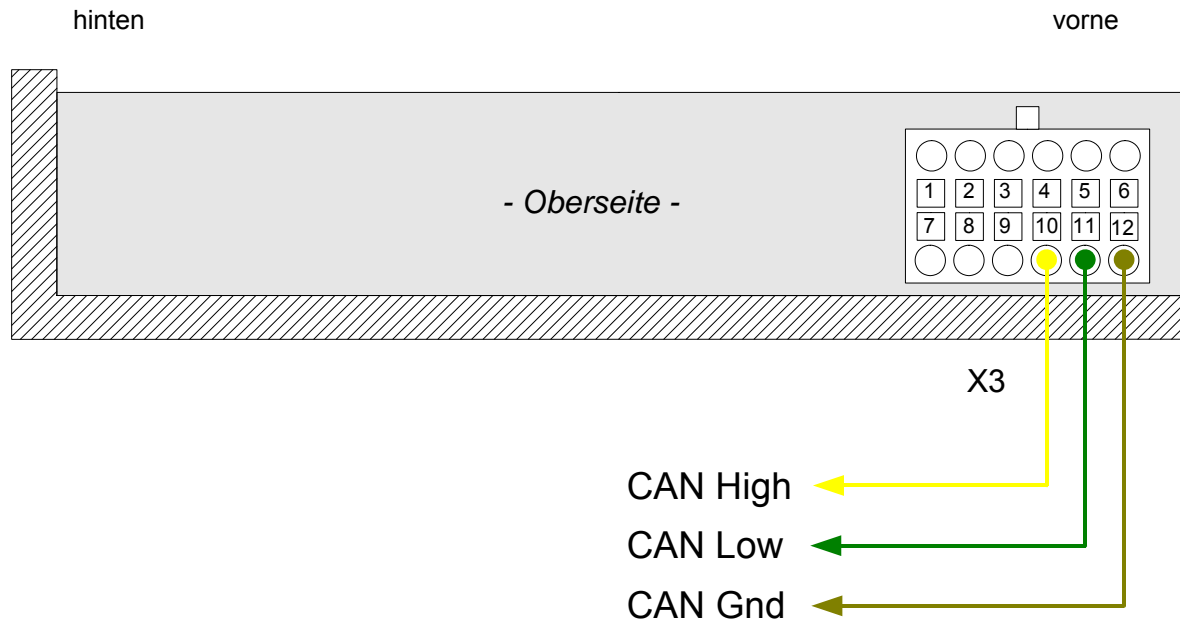 hinten vorne
- Oberseite -
1 2 3 4 5 6
7 8 9 10 11 12
X3
CAN High
CAN Low
CAN Gnd